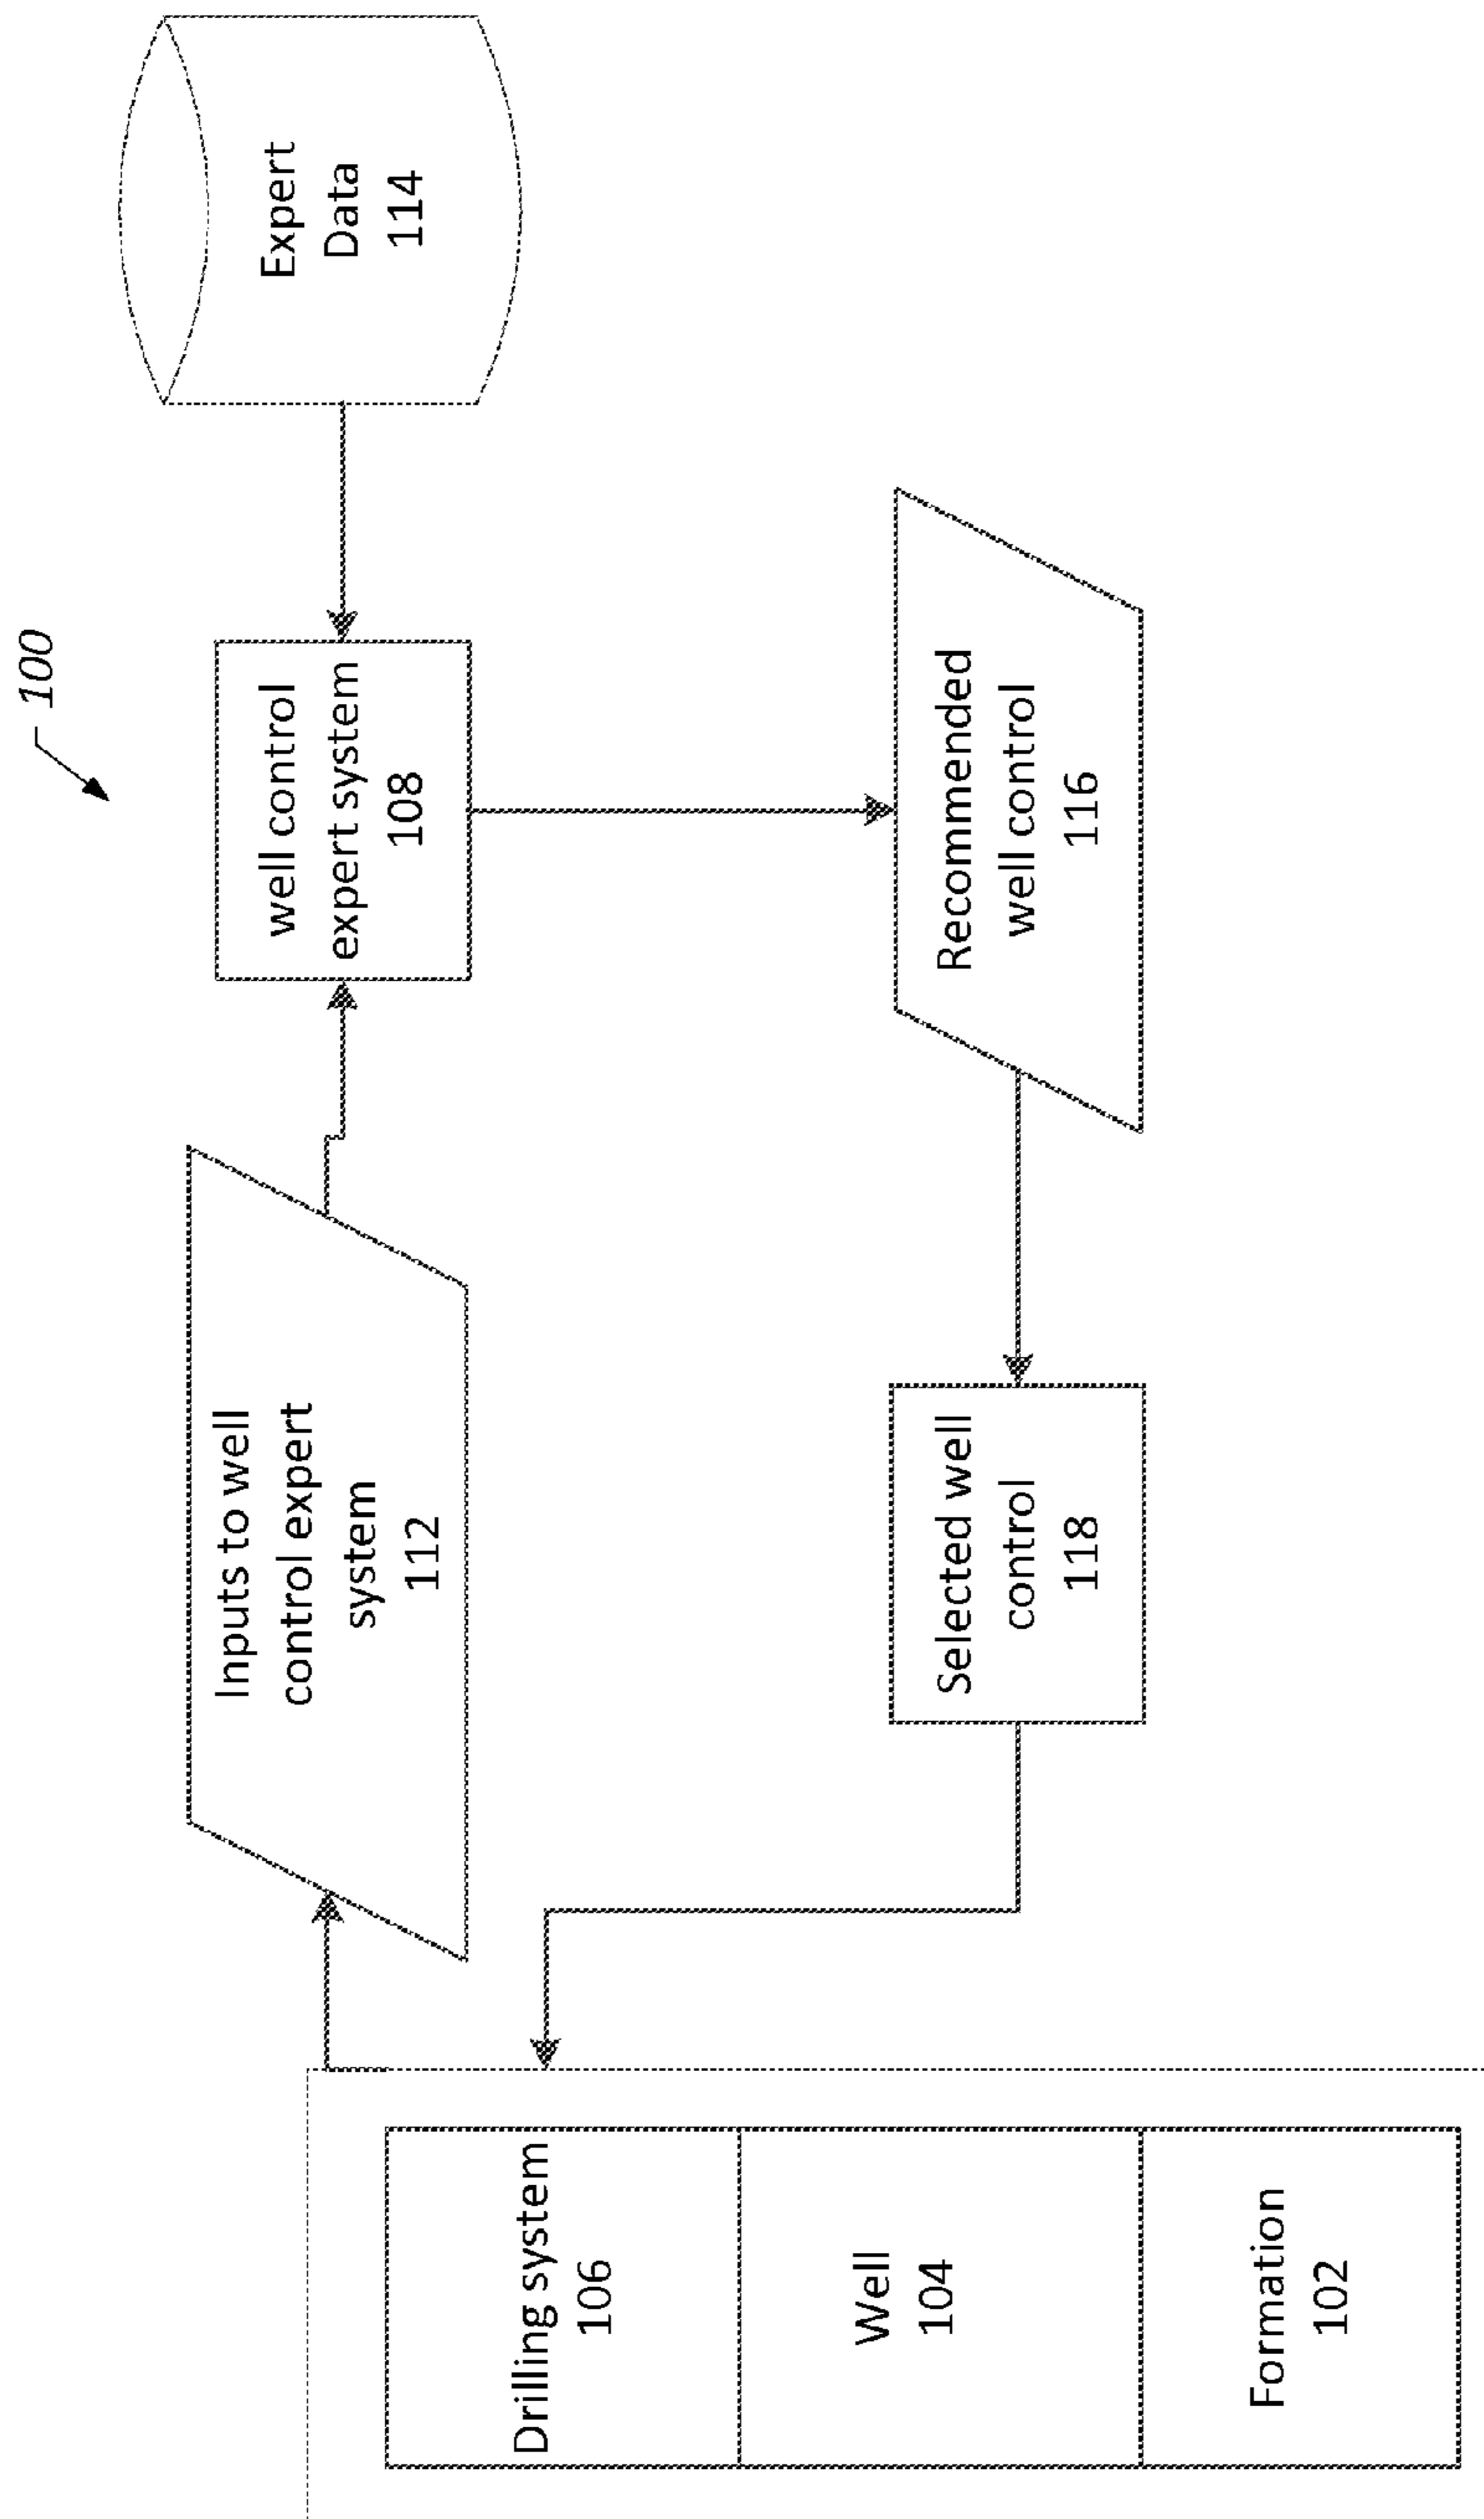 100
Drilling system
106
Well
104
Formation
102
Inputs to well
control expert
system
112
well control
expert system
108
Expert
Data
114
Selected well
control
118
Recommended
well control
116